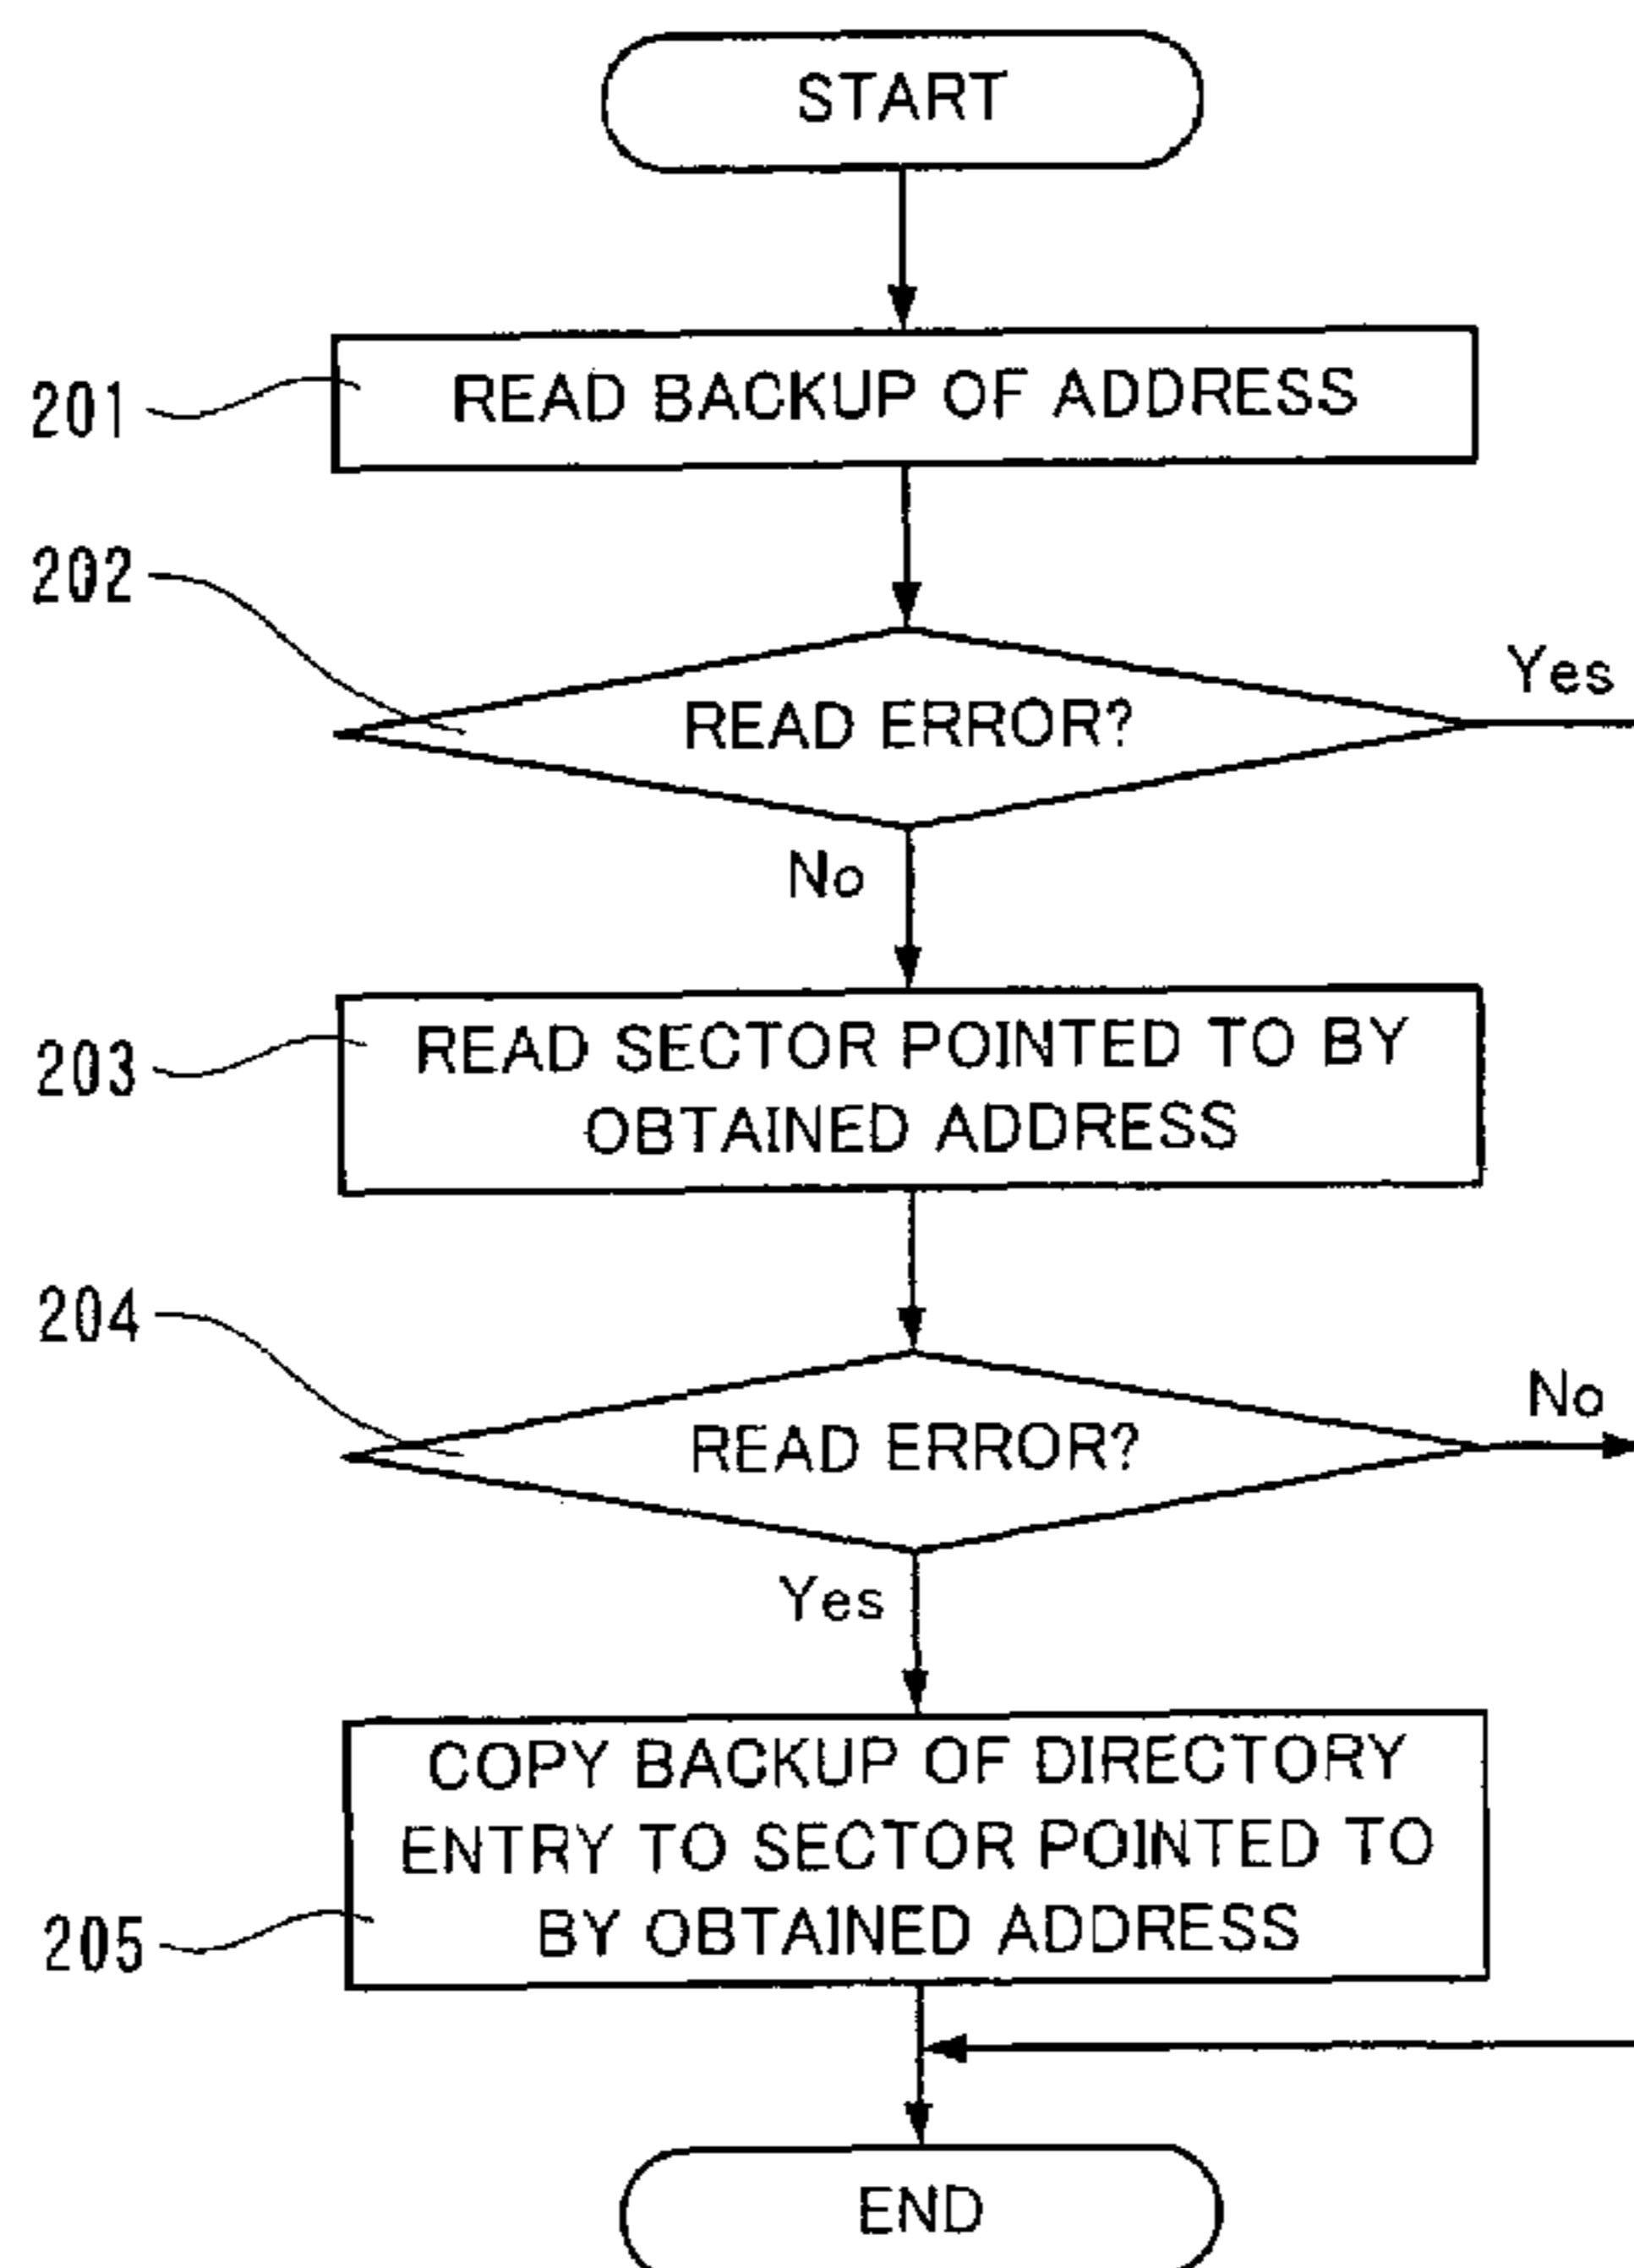 START
201
READ BACKUP OF ADDRESS
202
READ ERROR?
Yes
No
203
READ SECTOR POINTED TO BY
OBTAINED ADDRESS
204
READ ERROR?
No
Yes
COPY BACKUP OF DIRECTORY
ENTRY TO SECTOR POINTED TO
BY OBTAINED ADDRESS
205
END